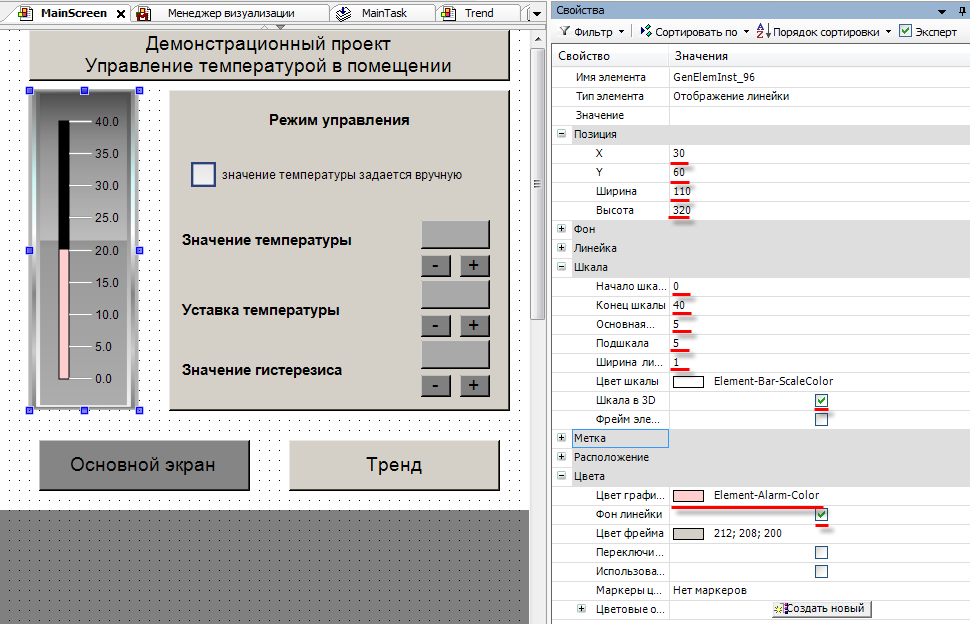 MainScreen
Менеджер визуализации
MainTask
Trend
Демонстрационный проект
Управление температурой в помещении
40.0
35.0
30.0
25.0
20.0
15.0
10.0
5.0
0.0
Режим управления
значение температуры задается вручную
Значение температуры
- +
Уставка температуры
- +
Значение гистерезиса
- +
Основной экран
Тренд
Свойства
Фильтр
Сортировать по
Порядок сортировки
Эксперт
Свойство Значения
Имя элемента GenElemInst_96
Тип элемента Отображение линейки
Значение
Позиция
X 30
Y 60
Ширина 110
Высота 320
Фон
Линейка
Шкала
Начало шка... 0
Конец шкалы 40
Основная... 5
Подшкала 5
Ширина ли... 1
Цвет шкалы Element-Bar-ScaleColor
Шкала в 3D
Фрейм эле...
Метка
Расположение
Цвета
Цвет графи... Element-Alarm-Color
Фон линейки
Цвет фрейма 212; 208; 200
Переключи...
Использова...
Маркеры ц... Нет маркеров
Цветовые о... Создать новый